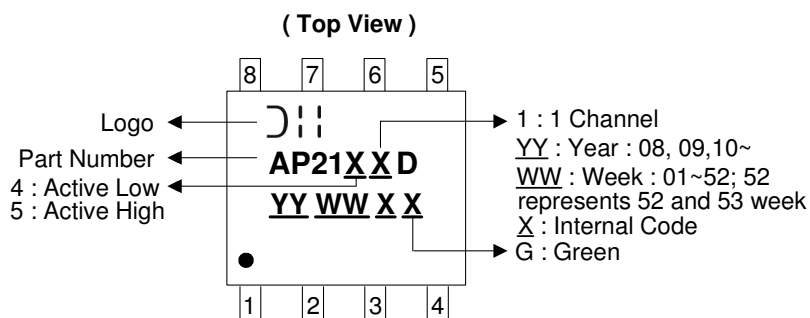 ( Top View )
8 7 6 5
Logo
Part Number
4 : Active Low
5 : Active High
AP21X X D
YY WW X X
1 : 1 Channel
YY : Year : 08, 09,10~
WW : Week : 01~52; 52
represents 52 and 53 week
X : Internal Code
G : Green
1 2 3 4